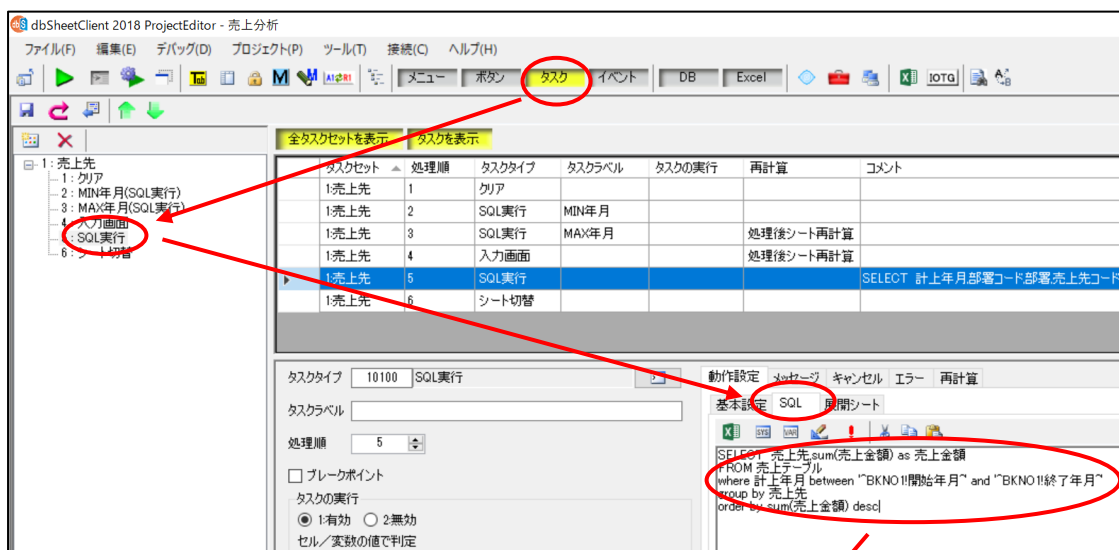 dbSheetClient 2018 ProjectEditor - 売上分析
ファイル(F) 編集(E) デバッグ(D) プロジェクト(P) ツール(T) 接続(C) ヘルプ(H)
Tab M A1⇄R1 メニュー ボタン タスク イベント DB Excel IOTG
全タスクセットを表示 タスクを表示
1 : 売上先
1 : クリア
2 : MIN年月(SQL実行)
3 : MAX年月(SQL実行)
4 : 入力画面
5 : SQL実行
6 : シート切替
タスクセット 処理順 タスクタイプ タスクラベル タスクの実行 再計算 コメント
1:売上先 1 クリア
1:売上先 2 SQL実行 MIN年月
1:売上先 3 SQL実行 MAX年月 処理後シート再計算
1:売上先 4 入力画面 処理後シート再計算
1:売上先 5 SQL実行 SELECT 計上年月,部署コード,部署,売上先コード
1:売上先 6 シート切替
タスクタイプ 10100 SQL実行
タスクラベル
処理順 5
ブレークポイント
タスクの実行
1:有効 2:無効
セル/変数の値で判定
動作設定 メッセージ キャンセル エラー 再計算
基本設定 SQL 展開シート
SYS VAR
SELECT 売上先,sum(売上金額) as 売上金額
FROM 売上テーブル
where 計上年月 between '^BKNO1!開始年月^' and '^BKNO1!終了年月^'
group by 売上先
order by sum(売上金額) desc